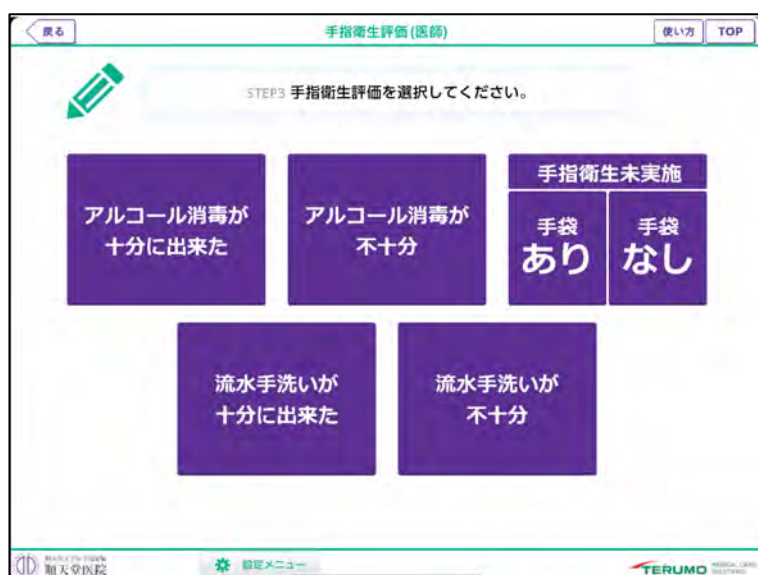 戻る
手指衛生評価(医師)
使い方
TOP
STEP3 手指衛生評価を選択してください。
アルコール消毒が
十分に出来た
アルコール消毒が
不十分
手指衛生未実施
手袋
あり
手袋
なし
流水手洗いが
十分に出来た
流水手洗いが
不十分
順天堂医院
設定メニュー
TERUMO